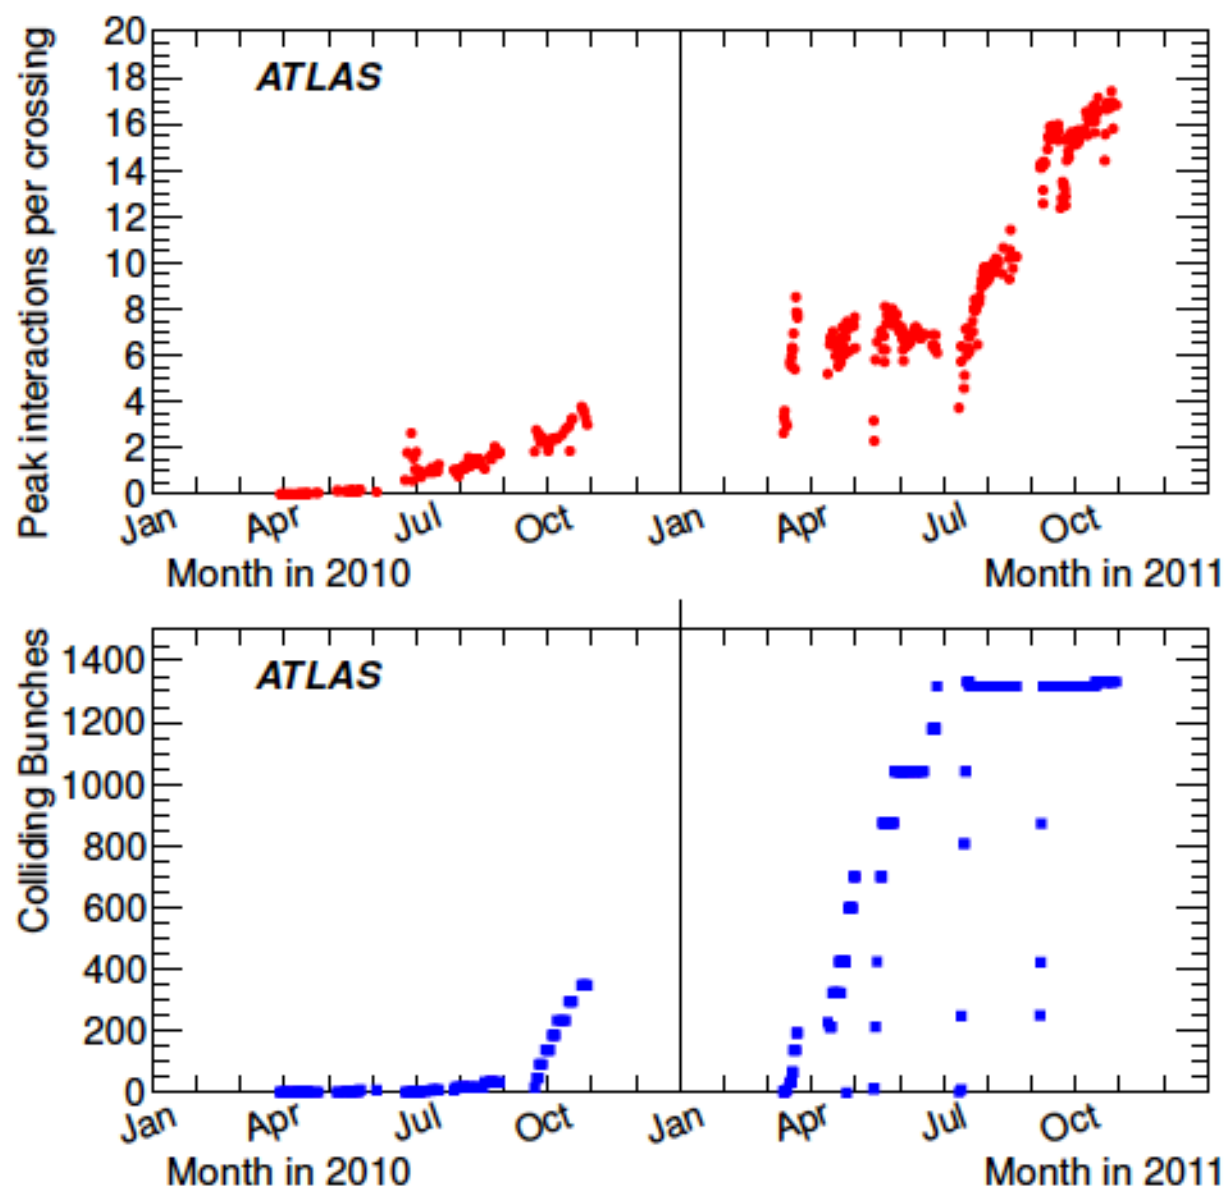 Peak interactions per crossing
20
18
16
14
12
10
8
6
4
2
0
ATLAS
Jan Apr Jul Oct Jan Apr Jul Oct
Month in 2010 Month in 2011
Colliding Bunches
1400
1200
1000
800
600
400
200
0
ATLAS
Jan Apr Jul Oct Jan Apr Jul Oct
Month in 2010 Month in 2011